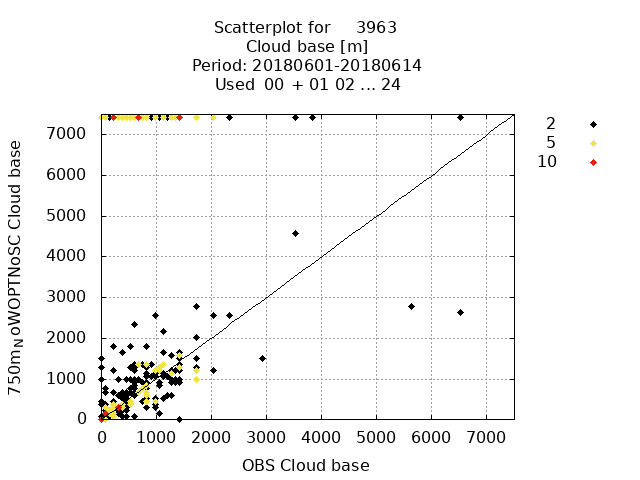 Scatterplot for 3963
Cloud base [m]
Period: 20180601-20180614
Used 00 + 01 02 ... 24
2
5
10
7000
6000
5000
4000
3000
2000
1000
0
750m_NoWOPTNoSC Cloud base
0 1000 2000 3000 4000 5000 6000 7000
OBS Cloud base